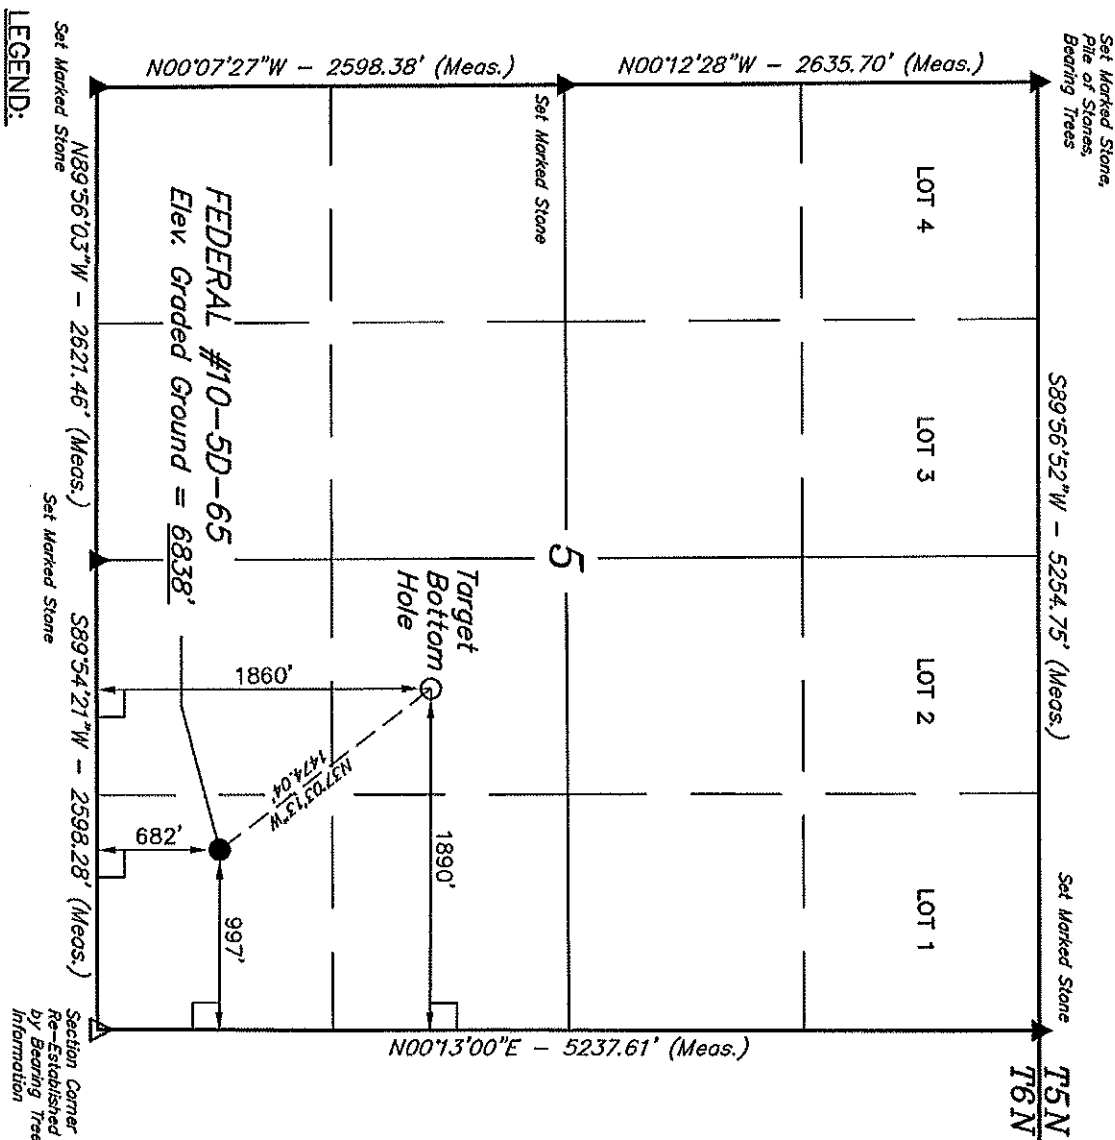 T5N
T6N
Set Marked Stone,
Pile of Stones,
Bearing Trees
S89°56'52"W – 5254.75' (Meas.)
Set Marked Stone
LOT 4
LOT 3
LOT 2
LOT 1
N00°12'28"W – 2635.70' (Meas.)
Set Marked Stone
5
N00°13'00"E – 5237.61' (Meas.)
Target
Bottom
Hole
1890'
1860'
N37°03'13"W
1474.04'
N00°07'27"W – 2598.38' (Meas.)
FEDERAL #10–5D–65
Elev. Graded Ground = 6838'
682'
997'
Set Marked Stone
N89°56'03"W – 2621.46' (Meas.)
Set Marked Stone
S89°54'21"W – 2598.28' (Meas.)
Section Corner
Re–Established
by Bearing Tree
Information
LEGEND: